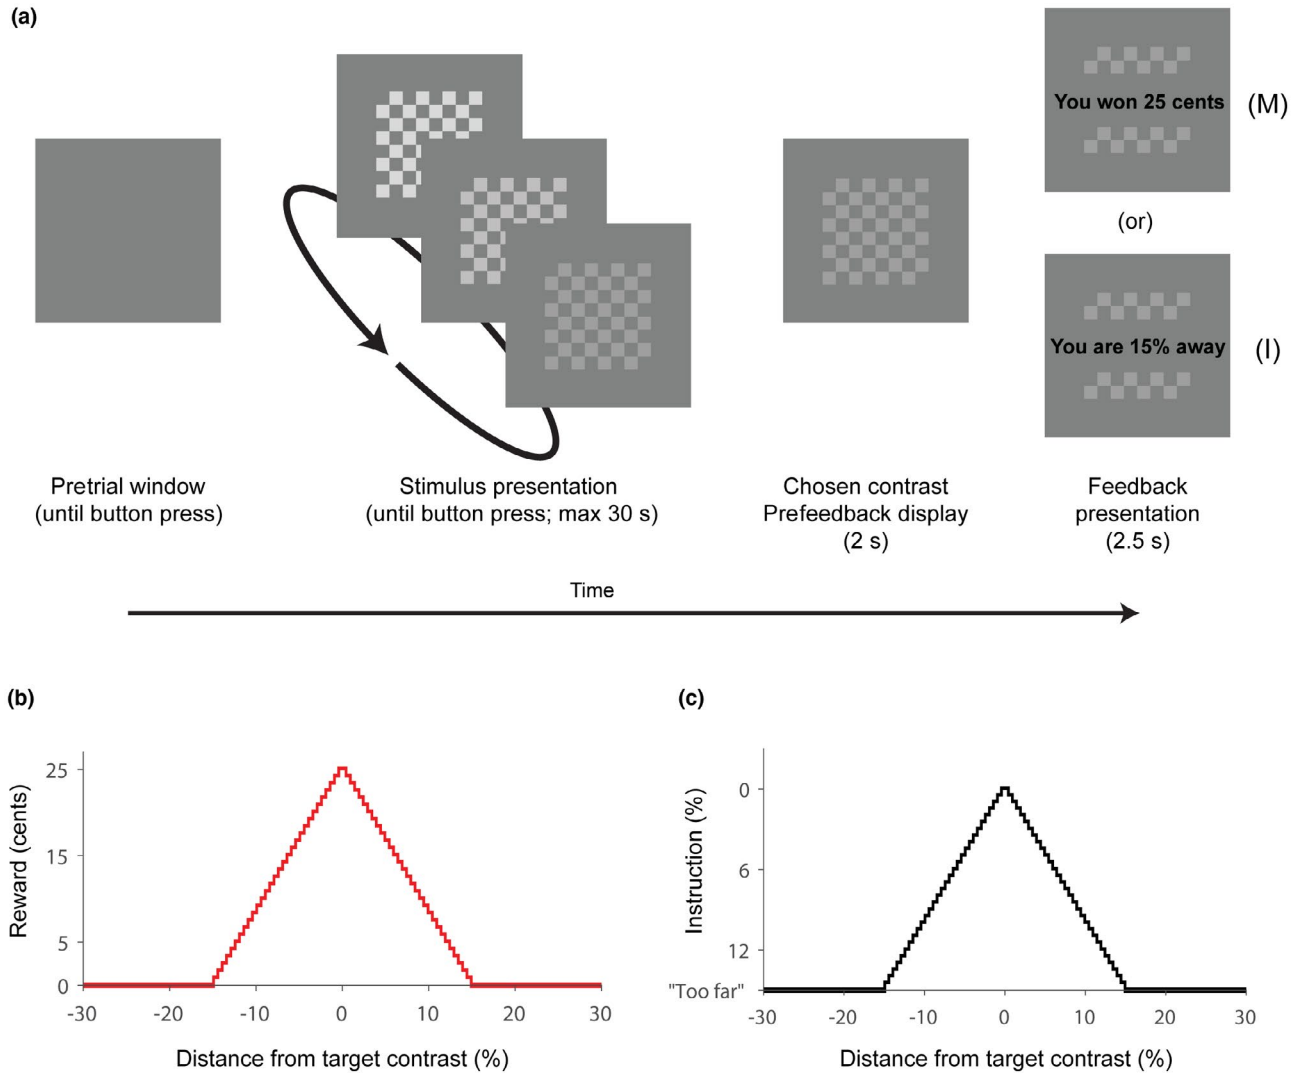 (a)
You won 25 cents
(M)
(or)
You are 15% away
(I)
Pretrial window
(until button press)
Stimulus presentation
(until button press; max 30 s)
Chosen contrast
Prefeedback display
(2 s)
Feedback
presentation
(2.5 s)
Time
(b)
Reward (cents)
25
15
5
0
-30
-20
-10
0
10
20
30
Distance from target contrast (%)
(c)
Instruction (%)
0
6
12
"Too far"
-30
-20
-10
0
10
20
30
Distance from target contrast (%)